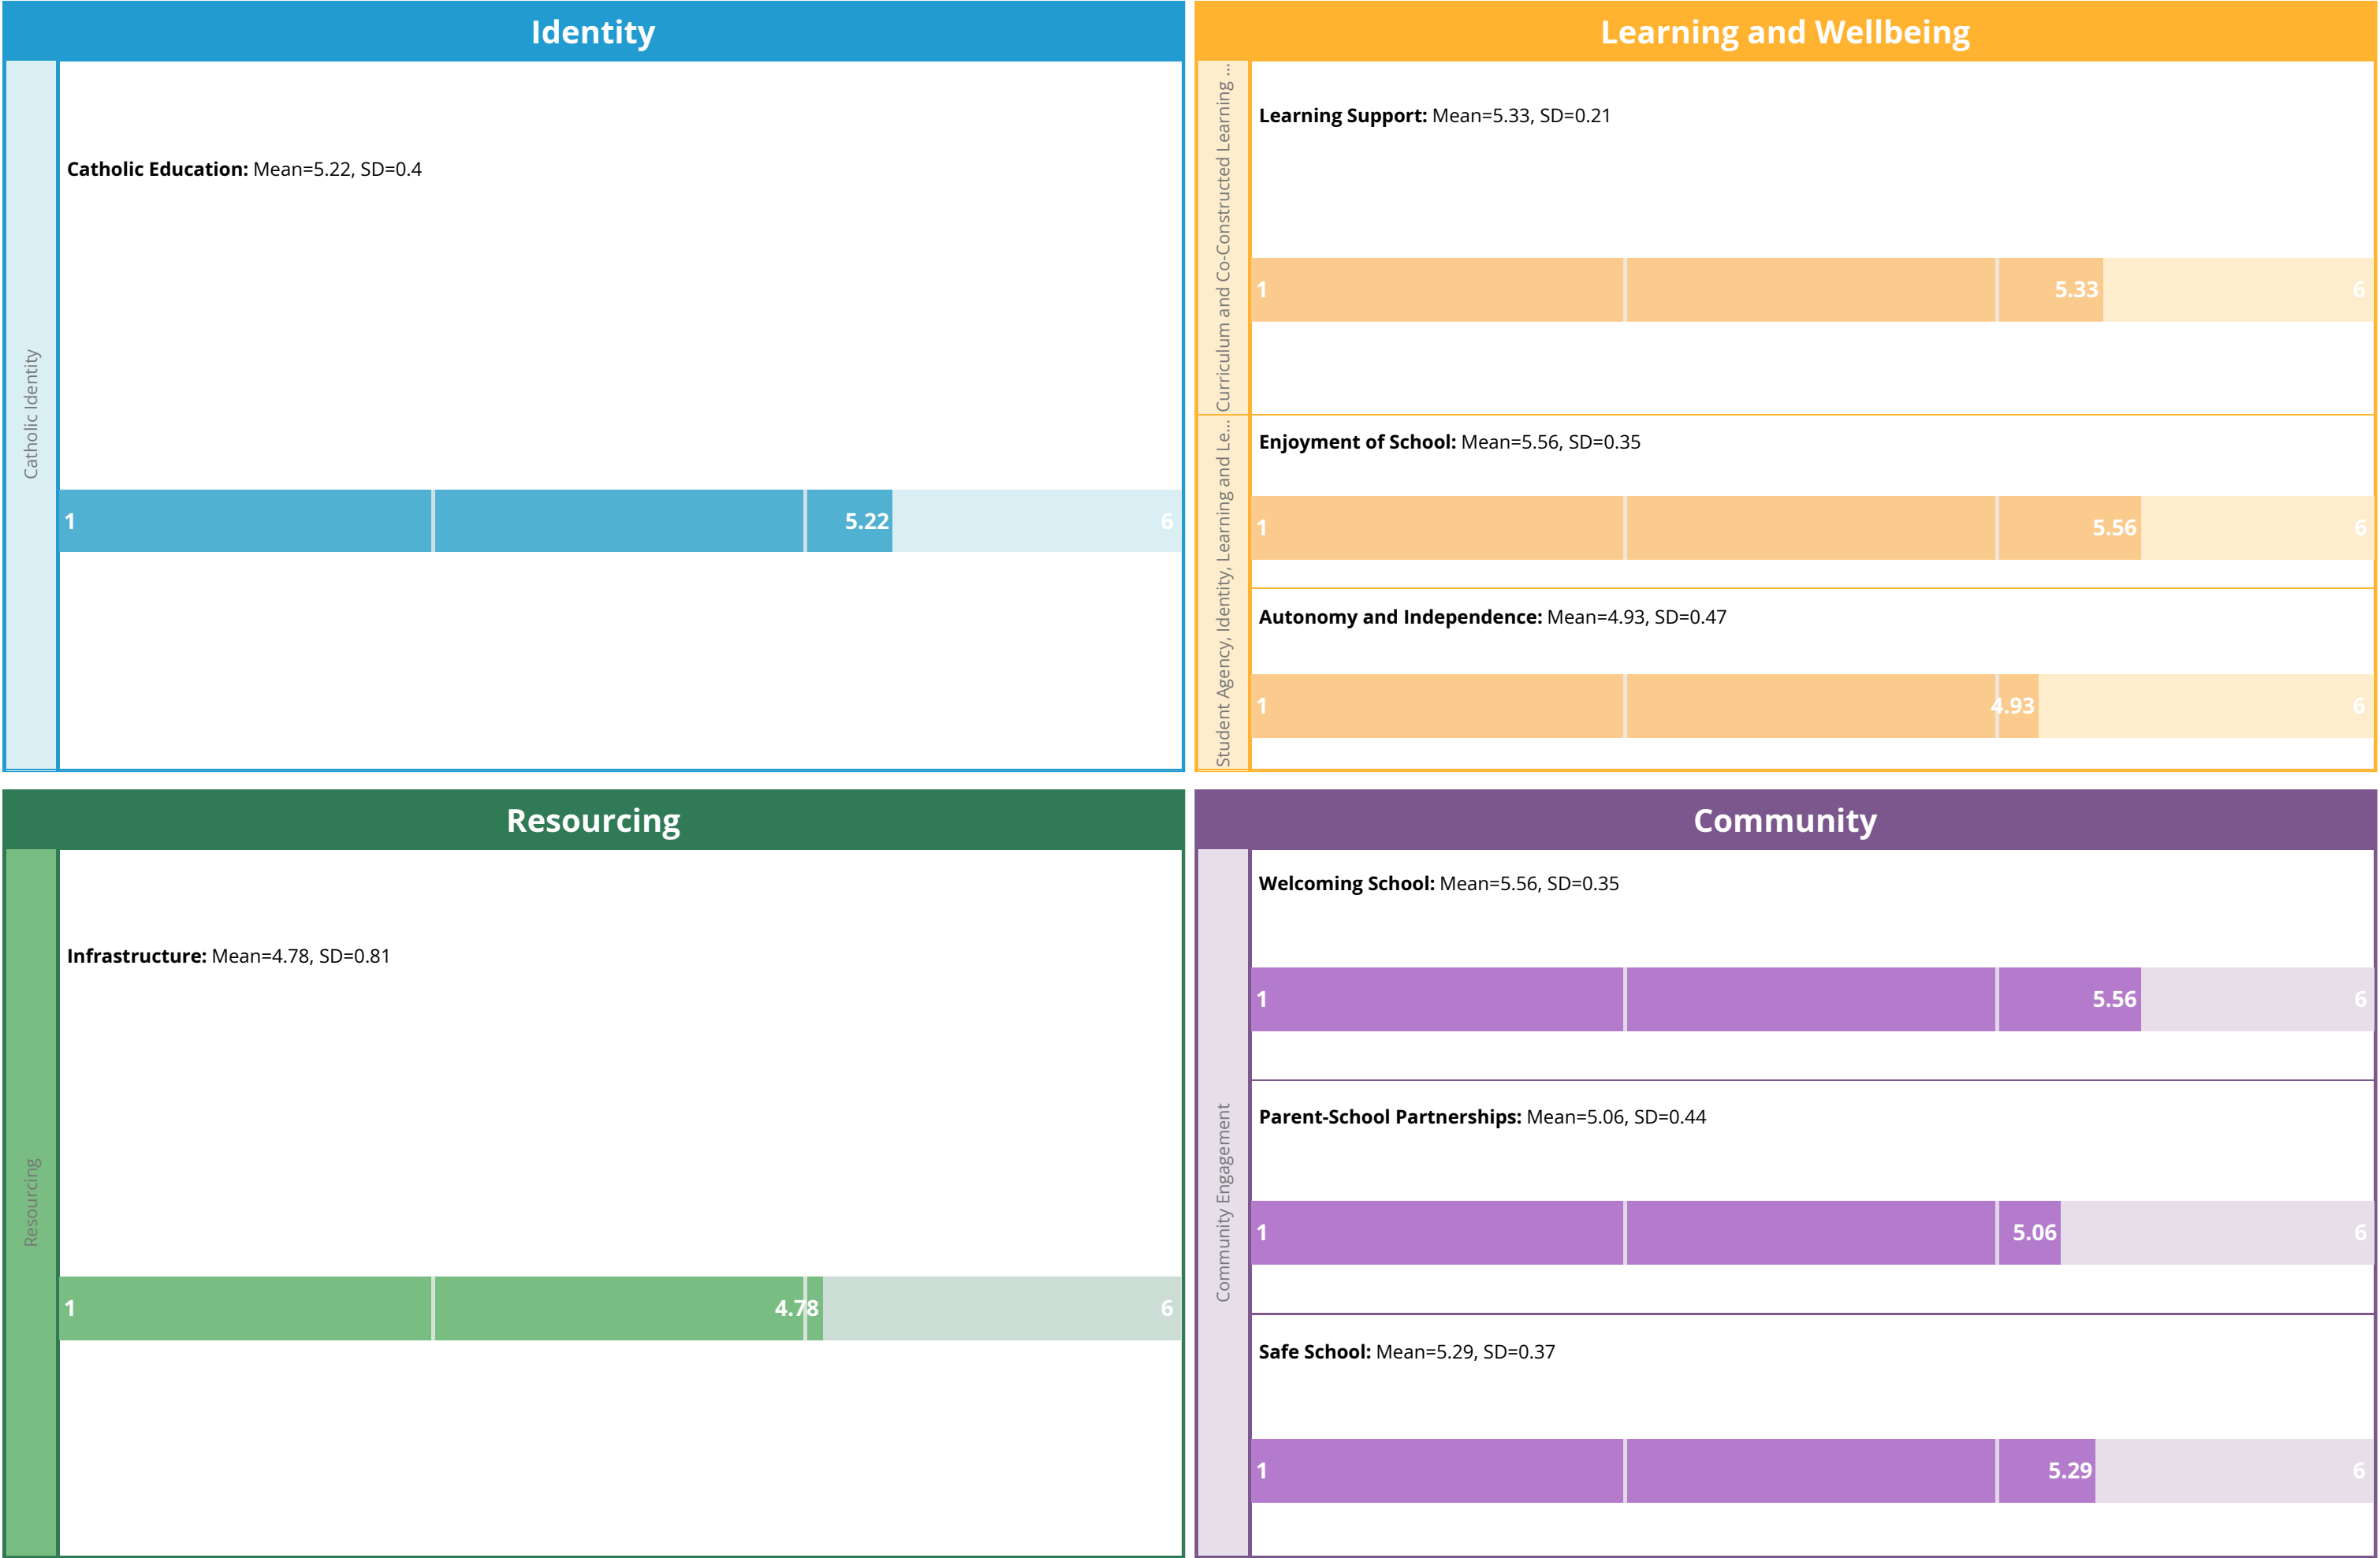 Identity
Catholic Identity
Catholic Education: Mean=5.22, SD=0.4
1 5.22 6
Learning and Wellbeing
Curriculum and Co-Constructed Learning ...
Learning Support: Mean=5.33, SD=0.21
1 5.33 6
Student Agency, Identity, Learning and Le...
Enjoyment of School: Mean=5.56, SD=0.35
1 5.56 6
Autonomy and Independence: Mean=4.93, SD=0.47
1 4.93 6
Resourcing
Resourcing
Infrastructure: Mean=4.78, SD=0.81
1 4.78 6
Community
Community Engagement
Welcoming School: Mean=5.56, SD=0.35
1 5.56 6
Parent-School Partnerships: Mean=5.06, SD=0.44
1 5.06 6
Safe School: Mean=5.29, SD=0.37
1 5.29 6